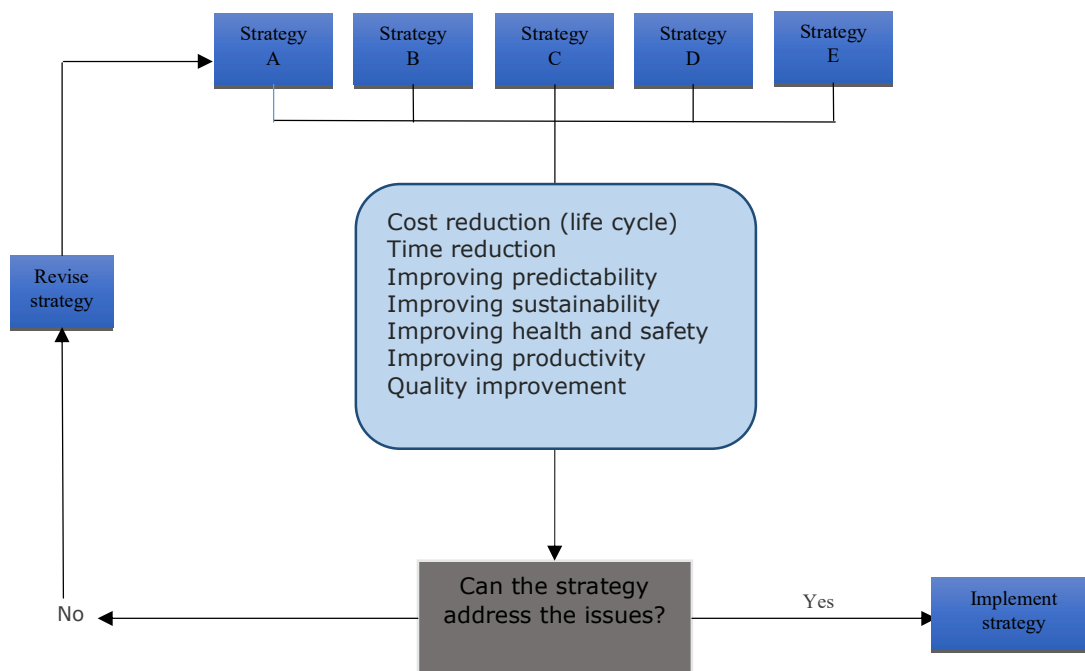 Strategy
A
Strategy
B
Strategy
C
Strategy
D
Strategy
E
Cost reduction (life cycle)
Time reduction
Improving predictability
Improving sustainability
Improving health and safety
Improving productivity
Quality improvement
Revise
strategy
Can the strategy
address the issues?
No
Yes
Implement
strategy